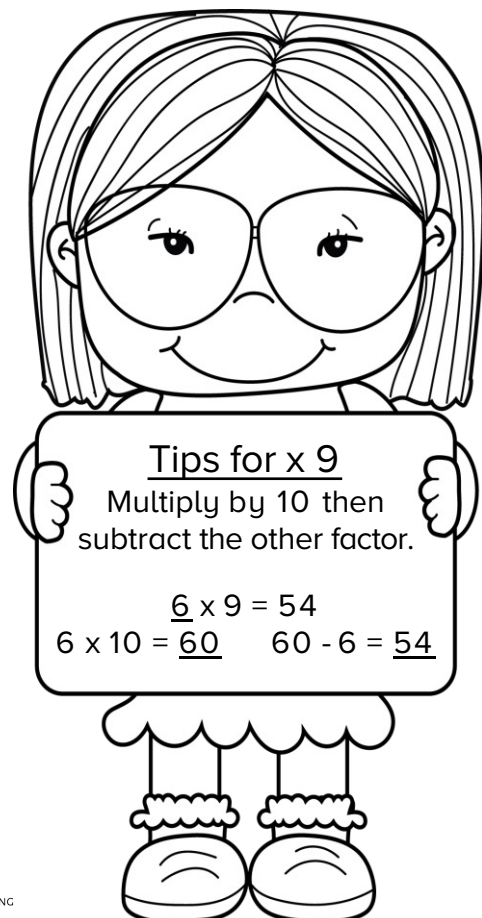 Tips for x 9
Multiply by 10 then
subtract the other factor.
6 x 9 = 54
6 x 10 = 60 60 - 6 = 54